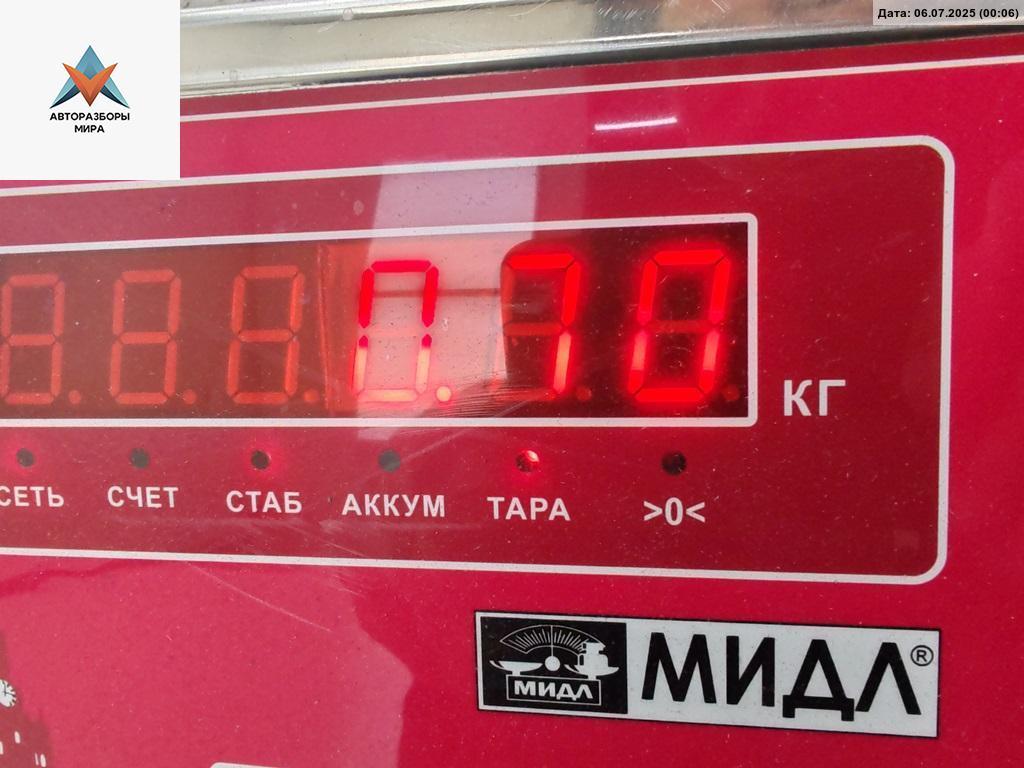 Дата: 06.07.2025 (00:06)
АВТОРАЗБОРЫ
МИРА
0.70
КГ
СЕТЬ СЧЕТ СТАБ АККУМ ТАРА >0<
МИДЛ МИДЛ®